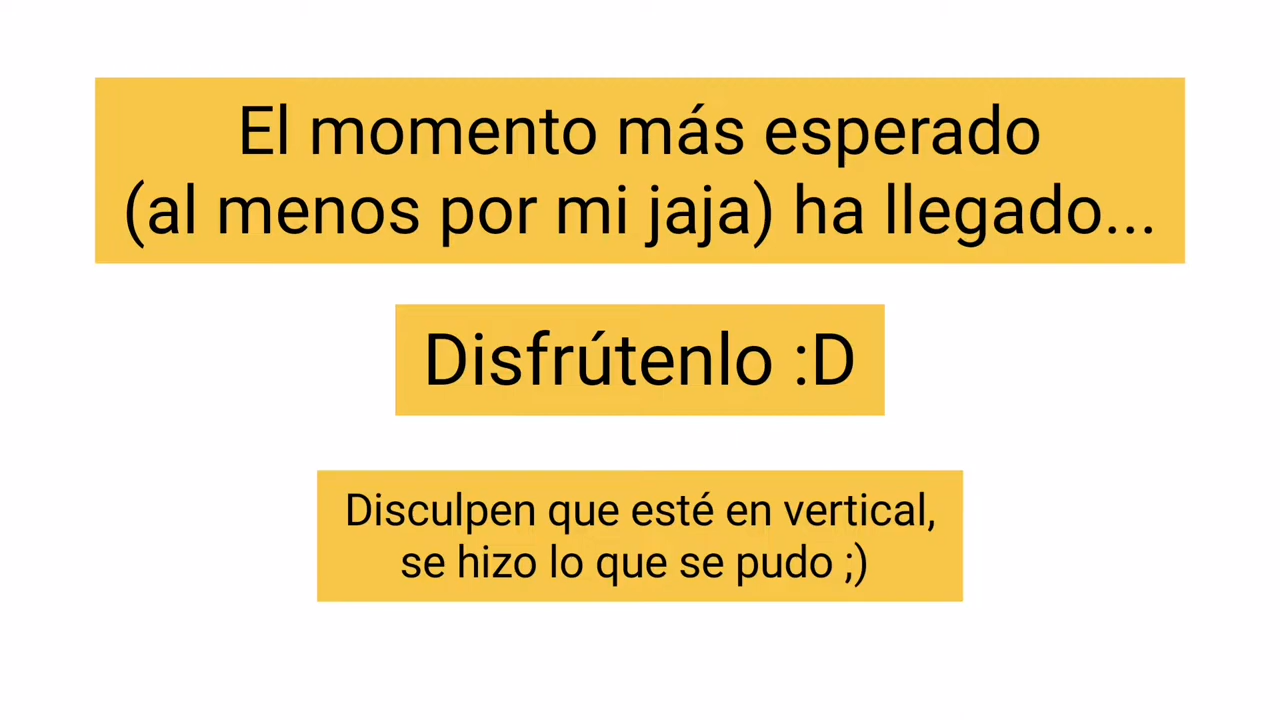 El momento más esperado
(al menos por mi jaja) ha llegado...
Disfrútenlo :D
Disculpen que esté en vertical,
se hizo lo que se pudo ;)